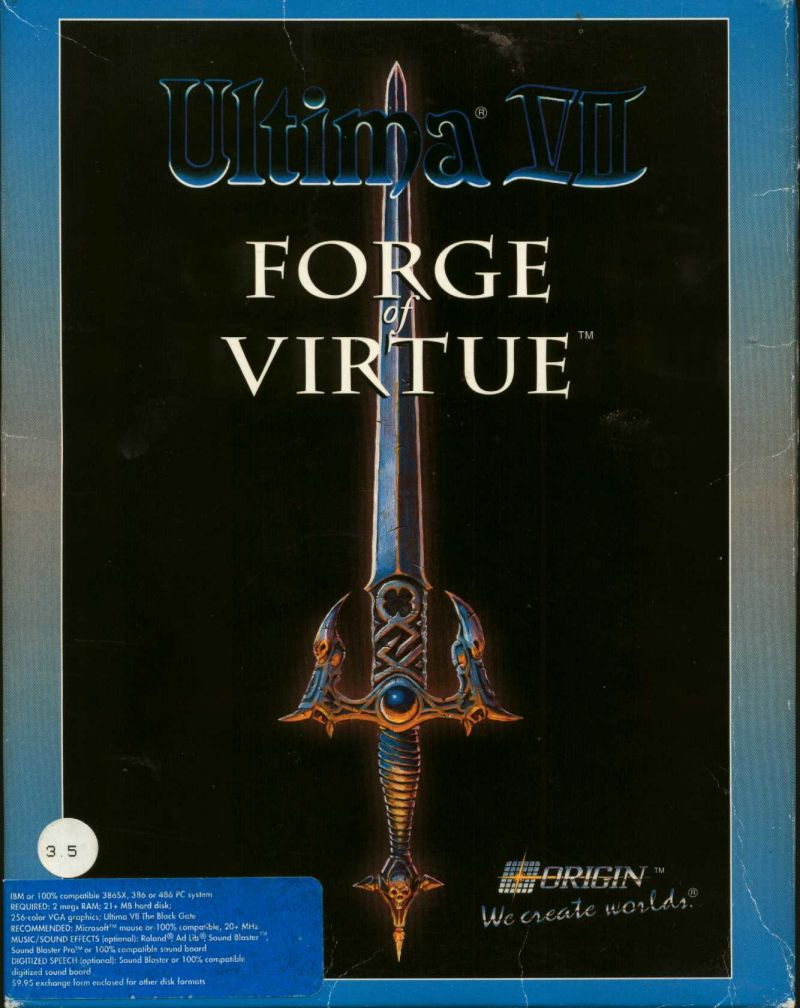 Ultima® VII
FORGE
of
VIRTUE™
3.5
IBM or 100% compatible 386SX, 386 or 486 PC system
REQUIRED: 2 megs RAM; 21+ MB hard disk;
256-color VGA graphics; Ultima VII The Black Gate
RECOMMENDED: Microsoft™ mouse or 100% compatible, 20+ MHz
MUSIC/SOUND EFFECTS (optional): Roland® Ad Lib® Sound Blaster™,
Sound Blaster Pro™ or 100% compatible sound board
DIGITIZED SPEECH (optional): Sound Blaster or 100% compatible
digitized sound board
$9.95 exchange form enclosed for other disk formats
ORIGIN™
We create worlds.®